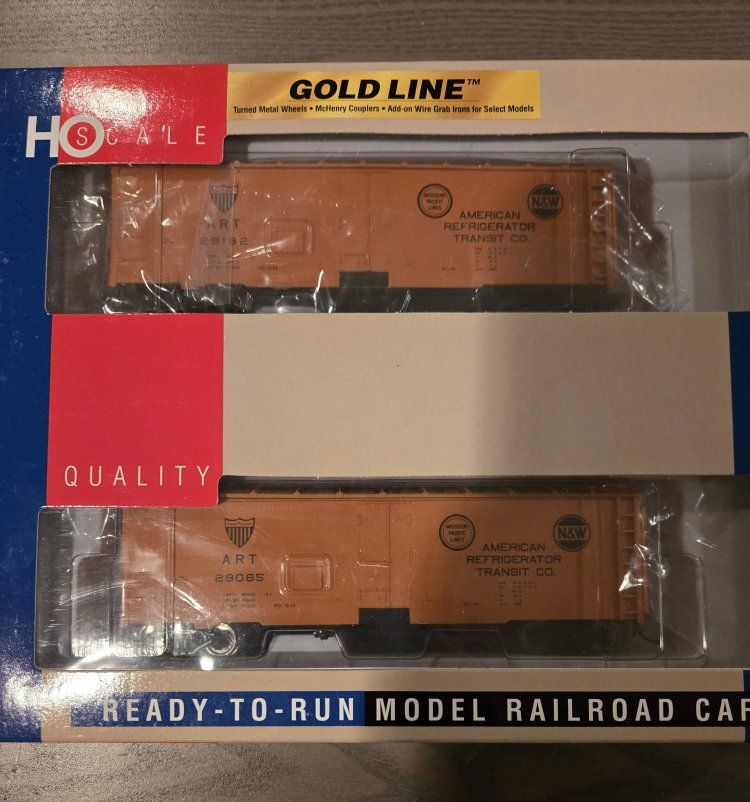 GOLD LINE™
Turned Metal Wheels • McHenry Couplers • Add-on Wire Grab Irons for Select Models
HO SCALE
MISSOURI
PACIFIC
LINES
N&W
ART
29192
AMERICAN
REFRIGERATOR
TRANSIT CO.
QUALITY
MISSOURI
PACIFIC
LINES
N&W
ART
29085
AMERICAN
REFRIGERATOR
TRANSIT CO.
READY-TO-RUN MODEL RAILROAD CAR